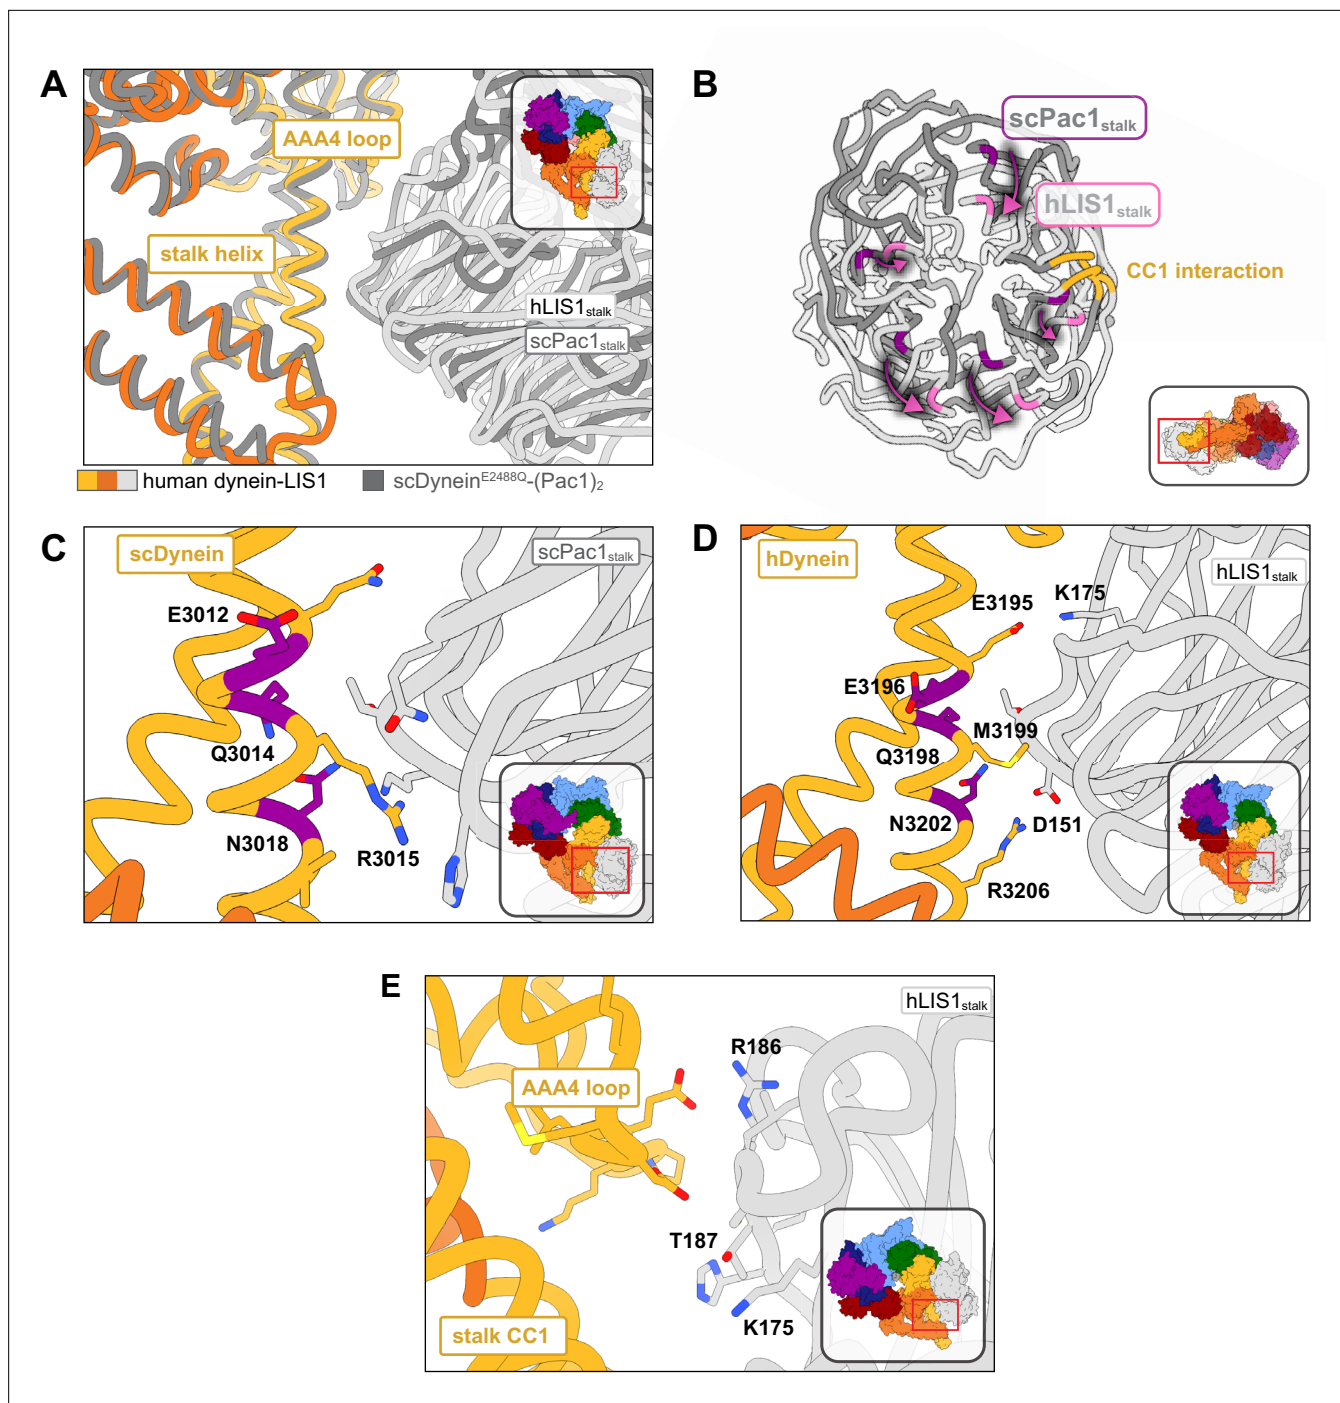 A
AAA4 loop
stalk helix
hLIS1stalk
scPac1stalk
human dynein-LIS1
scDyneinE2488Q-(Pac1)2
B
scPac1stalk
hLIS1stalk
CC1 interaction
C
scDynein
scPac1stalk
E3012
Q3014
N3018
R3015
D
hDynein
hLIS1stalk
E3195
K175
E3196
M3199
Q3198
N3202
D151
R3206
E
hLIS1stalk
R186
AAA4 loop
T187
K175
stalk CC1